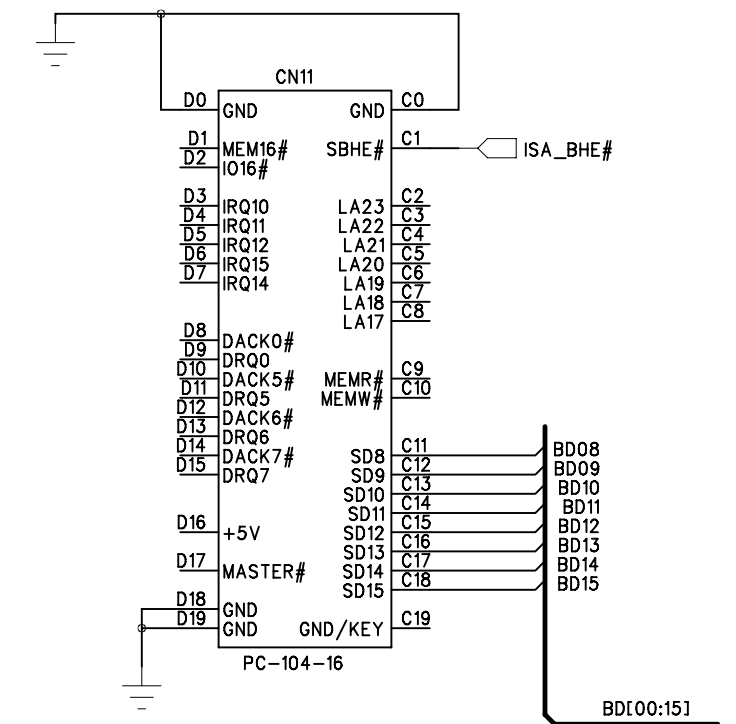 CN11
D0 GND GND C0
D1 MEM16# SBHE# C1 ISA_BHE#
D2 IO16#
D3 IRQ10 LA23 C2
D4 IRQ11 LA22 C3
D5 IRQ12 LA21 C4
D6 IRQ15 LA20 C5
D7 IRQ14 LA19 C6
LA18 C7
LA17 C8
D8 DACK0#
D9 DRQ0
D10 DACK5# MEMR# C9
D11 DRQ5 MEMW# C10
D12 DACK6#
D13 DRQ6
D14 DACK7# SD8 C11 BD08
D15 DRQ7 SD9 C12 BD09
SD10 C13 BD10
SD11 C14 BD11
D16 +5V SD12 C15 BD12
SD13 C16 BD13
D17 MASTER# SD14 C17 BD14
SD15 C18 BD15
D18 GND
D19 GND GND/KEY C19
PC-104-16
BD[00:15]